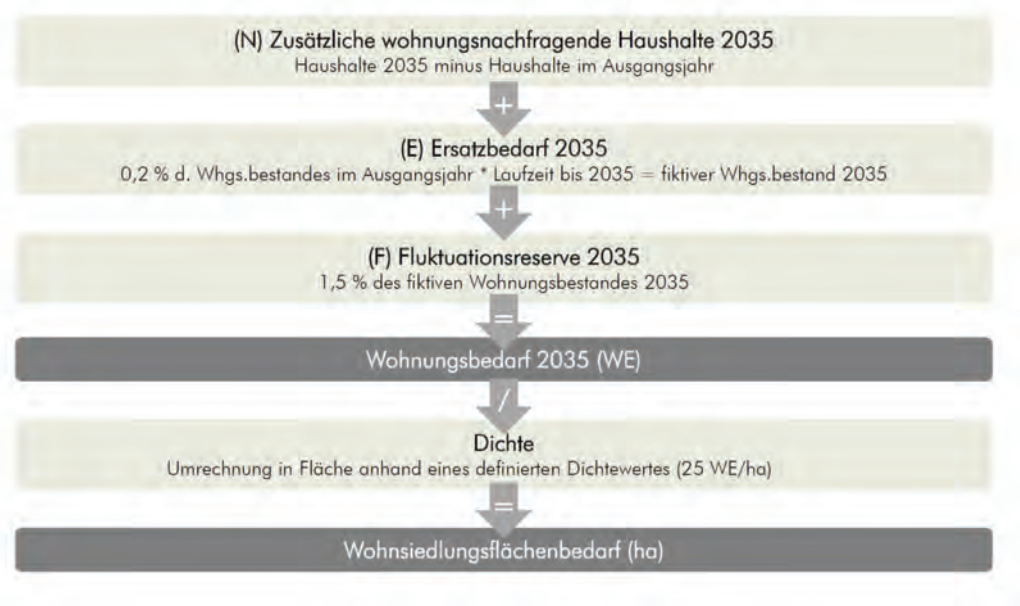 (N) Zusätzliche wohnungsnachfragende Haushalte 2035
Haushalte 2035 minus Haushalte im Ausgangsjahr
+
(E) Ersatzbedarf 2035
0,2 % d. Whgs.bestandes im Ausgangsjahr * Laufzeit bis 2035 = fiktiver Whgs.bestand 2035
+
(F) Fluktuationsreserve 2035
1,5 % des fiktiven Wohnungsbestandes 2035
=
Wohnungsbedarf 2035 (WE)
/
Dichte
Umrechnung in Fläche anhand eines definierten Dichtewertes (25 WE/ha)
=
Wohnsiedlungsflächenbedarf (ha)